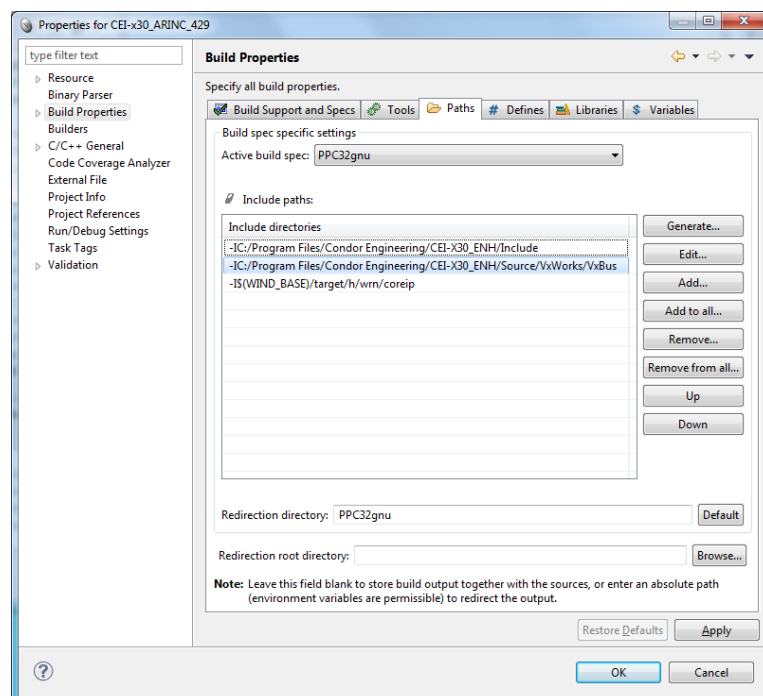 Properties for CEI-x30_ARINC_429
type filter text
Resource
Binary Parser
Build Properties
Builders
C/C++ General
Code Coverage Analyzer
External File
Project Info
Project References
Run/Debug Settings
Task Tags
Validation
Build Properties
Specify all build properties.
Build Support and Specs Tools Paths # Defines Libraries $ Variables
Build spec specific settings
Active build spec: PPC32gnu
Include paths:
Include directories
-IC:/Program Files/Condor Engineering/CEI-X30_ENH/Include
-IC:/Program Files/Condor Engineering/CEI-X30_ENH/Source/VxWorks/VxBus
-I$(WIND_BASE)/target/h/wrn/coreip
Generate...
Edit...
Add...
Add to all...
Remove...
Remove from all...
Up
Down
Redirection directory: PPC32gnu Default
Redirection root directory: Browse...
Note: Leave this field blank to store build output together with the sources, or enter an absolute path
(environment variables are permissible) to redirect the output.
Restore Defaults Apply
? OK Cancel